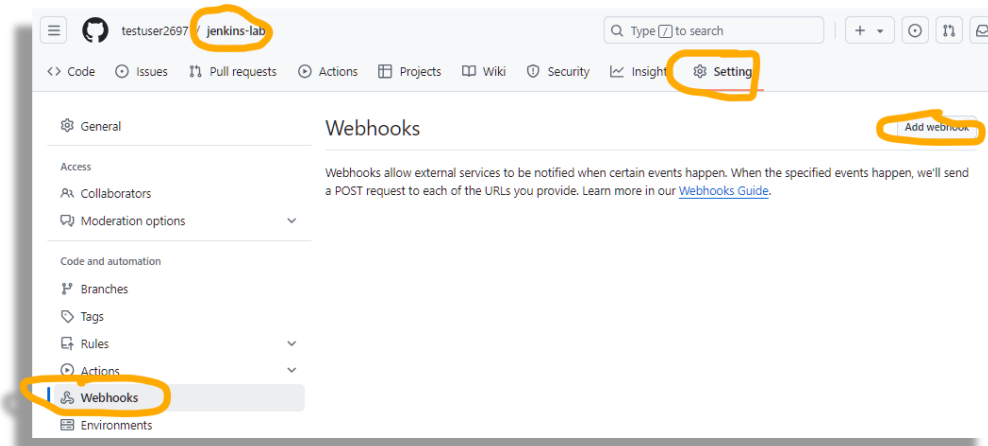 testuser2697 / jenkins-lab
Type / to search
Code Issues Pull requests Actions Projects Wiki Security Insight Setting
General
Access
Collaborators
Moderation options
Code and automation
Branches
Tags
Rules
Actions
Webhooks
Environments
Webhooks
Add webhook
Webhooks allow external services to be notified when certain events happen. When the specified events happen, we'll send
a POST request to each of the URLs you provide. Learn more in our Webhooks Guide.